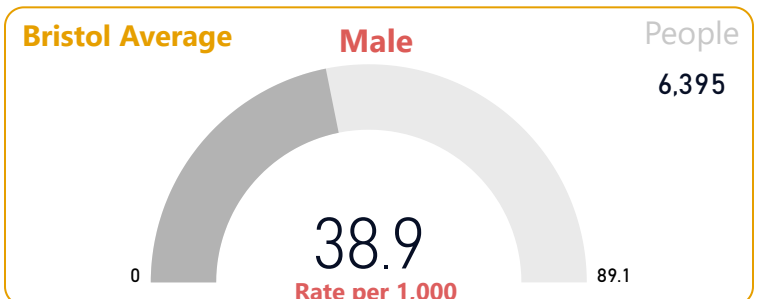 Bristol Average
Male
People
6,395
38.9
0
89.1
Rate per 1,000